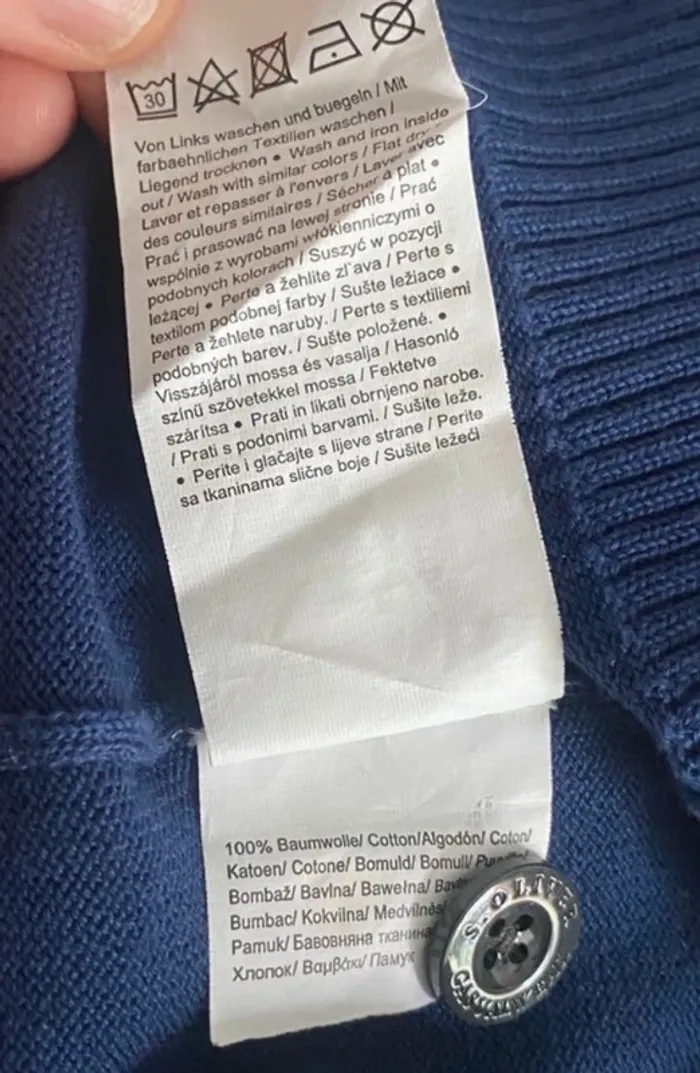 30
Von Links waschen und buegeln / Mit
farbaehnlichen Textilien waschen /
Liegend trocknen • Wash and iron inside
out / Wash with similar colors / Flat
Laver et repasser à l'envers / Laver avec
des couleurs similaires / Sécher à plat •
Prać i prasować na lewej stronie / Prać
wspólnie z wyrobami włókienniczymi o
podobnych kolorach / Suszyć w pozycji
leżącej • Perte a žehlite zl'ava / Perte s
textilom podobnej farby / Sušte ležiace •
Perte a žehlete naruby. / Perte s textiliemi
podobných barev. / Sušte položené. •
Visszájáról mossa és vasalja / Hasonló
színű szövetekkel mossa / Fektetve
szárítsa • Prati in likati obrnjeno narobe.
/ Prati s podonimi barvami. / Sušite leže.
• Perite i glačajte s lijeve strane / Perite
sa tkaninama slične boje / Sušite ležeći
100% Baumwolle/ Cotton/Algodón/ Coton/
Katoen/ Cotone/ Bomuld/ Bomull/
Bombaž/ Bavlna/ Bawełna/
Bumbac/ Kokvilna/ Medvilnės/
Pamuk/ Бавовняна тканина
Хлопок/ Βαμβάκι/ Памук
S.OLIVER